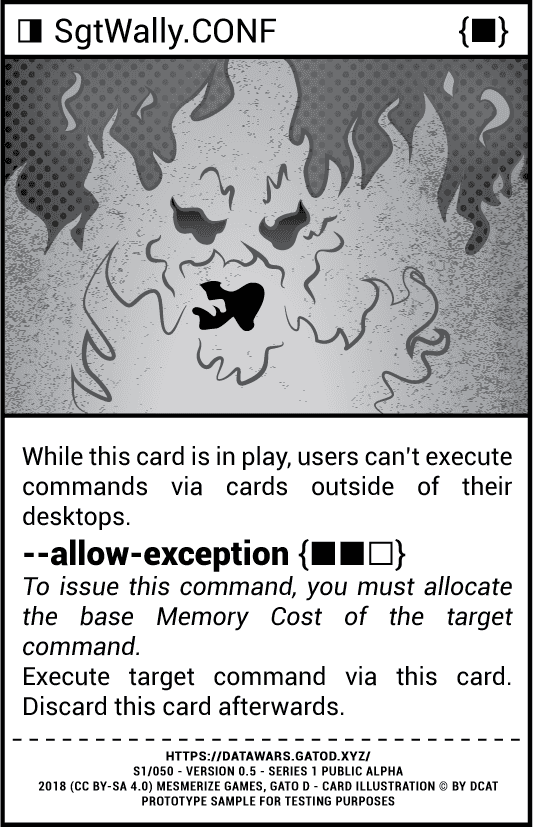 ◨ SgtWally.CONF {■}
While this card is in play, users can't execute
commands via cards outside of their
desktops.
--allow-exception {■■□}
To issue this command, you must allocate
the base Memory Cost of the target
command.
Execute target command via this card.
Discard this card afterwards.
HTTPS://DATAWARS.GATOD.XYZ/
S1/050 - VERSION 0.5 - SERIES 1 PUBLIC ALPHA
2018 (CC BY-SA 4.0) MESMERIZE GAMES, GATO D - CARD ILLUSTRATION © BY DCAT
PROTOTYPE SAMPLE FOR TESTING PURPOSES